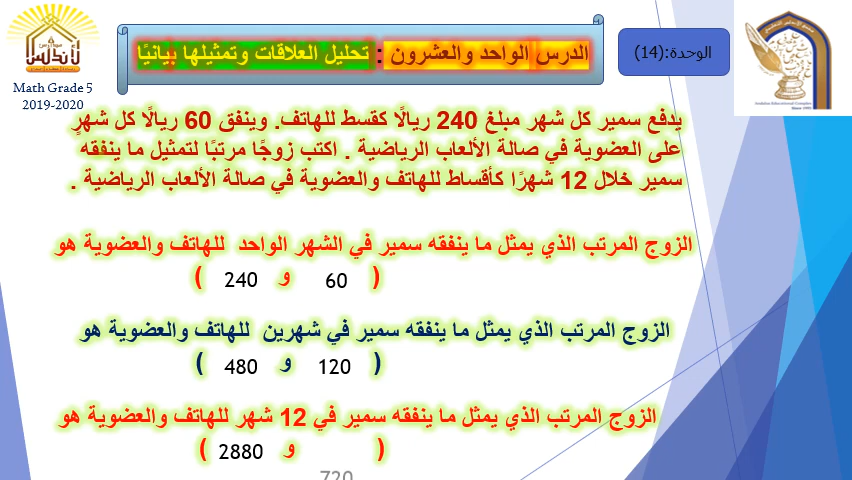 الوحدة:(14)
الدرس الواحد والعشرون : تحليل العلاقات وتمثيلها بيانيًا
مدارس
الأندلس
Math Grade 5
2019-2020
Andalus Educational Complex
يدفع سمير كل شهر مبلغ 240 ريالًا كقسط للهاتف. وينفق 60 ريالًا كل شهرٍ
على العضوية في صالة الألعاب الرياضية . اكتب زوجًا مرتبًا لتمثيل ما ينفقه
سمير خلال 12 شهرًا كأقساط للهاتف والعضوية في صالة الألعاب الرياضية .
الزوج المرتب الذي يمثل ما ينفقه سمير في الشهر الواحد للهاتف والعضوية هو
( 60 و 240 )
الزوج المرتب الذي يمثل ما ينفقه سمير في شهرين للهاتف والعضوية هو
( 120 و 480 )
الزوج المرتب الذي يمثل ما ينفقه سمير في 12 شهر للهاتف والعضوية هو
( و 2880 )
720